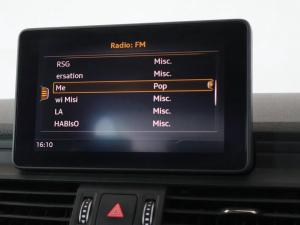 Radio: FM
RSG Misc.
ersation Misc.
Me Pop
wi Misi Misc.
LA Misc.
HABIsO Misc.
16:10